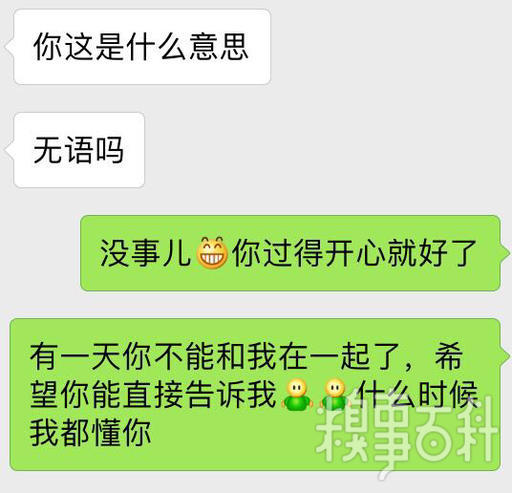 你这是什么意思
无语吗
没事儿😁你过得开心就好了
有一天你不能和我在一起了，希
望你能直接告诉我什么时候
我都懂你
糗事百科